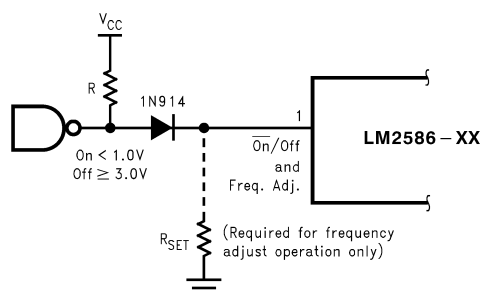 V_CC
R
1N914
1
On < 1.0V
Off ≥ 3.0V
O̅n̅/Off
and
Freq. Adj.
LM2586-XX
R_SET
(Required for frequency
adjust operation only)